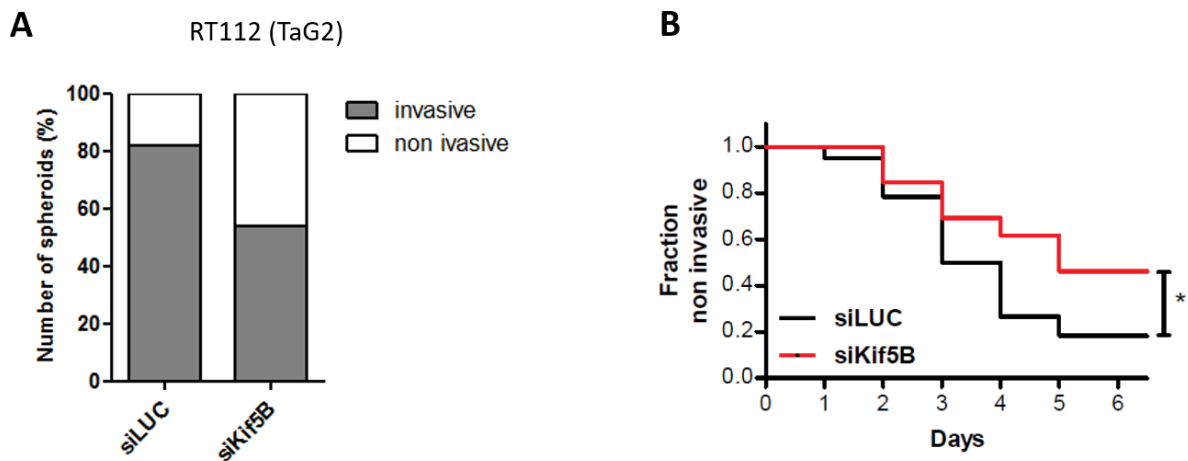 A
RT112 (TaG2)
Number of spheroids (%)
100
80
60
40
20
0
siLUC
siKif5B
invasive
non ivasive
B
Fraction
non invasive
1.0
0.8
0.6
0.4
0.2
0.0
siLUC
siKif5B
*
0 1 2 3 4 5 6
Days